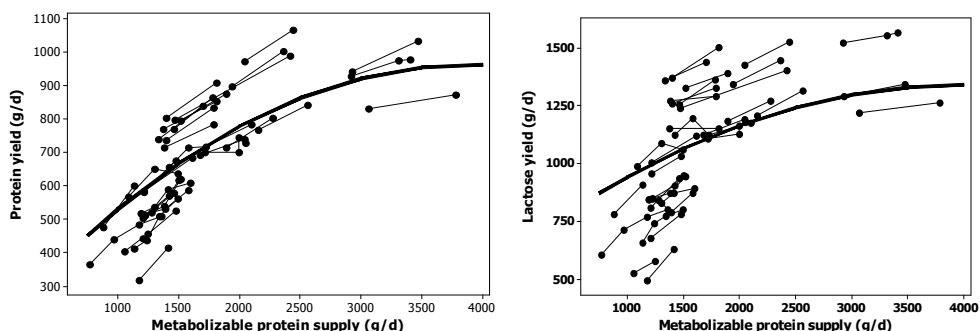 1100
1000
900
800
700
600
500
400
300
Protein yield (g/d)
1000 1500 2000 2500 3000 3500 4000
Metabolizable protein supply (g/d)
1500
1250
1000
750
500
Lactose yield (g/d)
1000 1500 2000 2500 3000 3500 4000
Metabolizable protein supply (g/d)